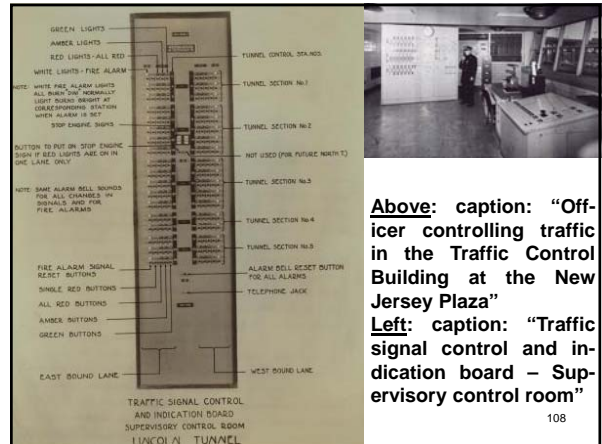 GREEN LIGHTS
AMBER LIGHTS
RED LIGHTS-ALL RED
WHITE LIGHTS-FIRE ALARM
NOTE: WHITE FIRE ALARM LIGHTS
ALL BURN DIM NORMALLY
LIGHT BURNS BRIGHT AT
CORRESPONDING STATION
WHEN ALARM IS SET
STOP ENGINE SIGNS
BUTTON TO PUT ON STOP ENGINE
SIGN IF RED LIGHTS ARE ON IN
ONE LANE ONLY
NOTE: SAME ALARM BELL SOUNDS
FOR ALL CHANGES IN
SIGNALS AND FOR
FIRE ALARMS
FIRE ALARM SIGNAL
RESET BUTTONS
SINGLE RED BUTTONS
ALL RED BUTTONS
AMBER BUTTONS
GREEN BUTTONS
EAST BOUND LANE
TUNNEL CONTROL STA. NOS.
TUNNEL SECTION No.1
TUNNEL SECTION No.2
NOT USED (FOR FUTURE NORTH T.)
TUNNEL SECTION No.3
TUNNEL SECTION No.4
TUNNEL SECTION No.5
ALARM BELL RESET BUTTON
FOR ALL ALARMS
TELEPHONE JACK
WEST BOUND LANE
TRAFFIC SIGNAL CONTROL
AND INDICATION BOARD
SUPERVISORY CONTROL ROOM
LINCOLN TUNNEL
Above: caption: “Off-
icer controlling traffic
in the Traffic Control
Building at the New
Jersey Plaza”
Left: caption: “Traffic
signal control and in-
dication board – Sup-
ervisory control room”
108